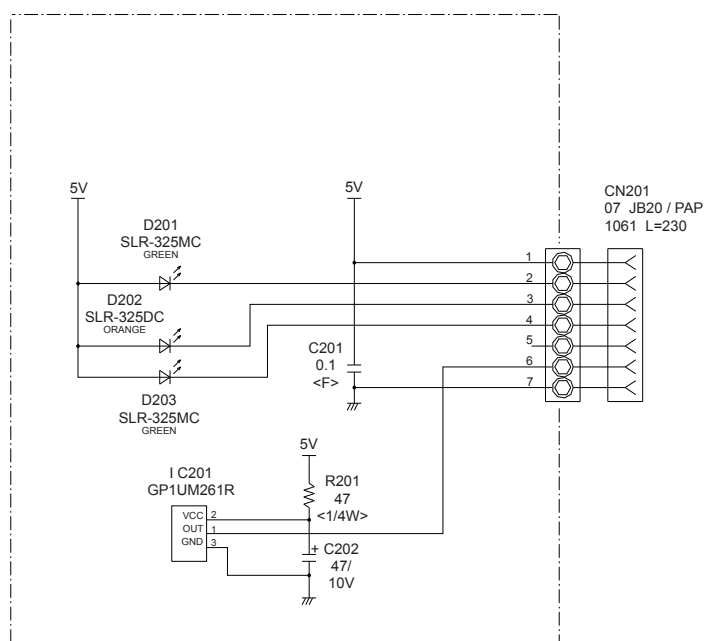 5V
D201
SLR-325MC
GREEN
D202
SLR-325DC
ORANGE
D203
SLR-325MC
GREEN
5V
C201
0.1
<F>
1
2
3
4
5
6
7
CN201
07 JB20 / PAP
1061 L=230
5V
R201
47
<1/4W>
+ C202
47/
10V
I C201
GP1UM261R
VCC 2
OUT 1
GND 3